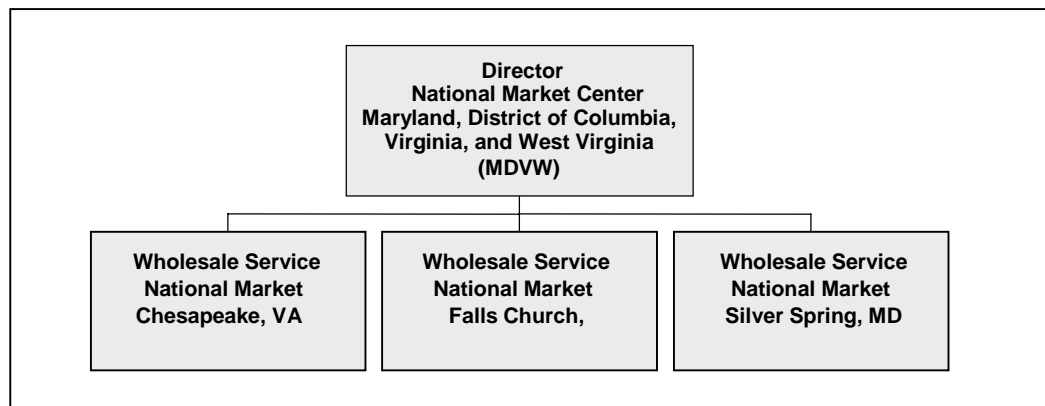 Director
National Market Center
Maryland, District of Columbia,
Virginia, and West Virginia
(MDVW)
Wholesale Service
National Market
Chesapeake, VA
Wholesale Service
National Market
Falls Church,
Wholesale Service
National Market
Silver Spring, MD